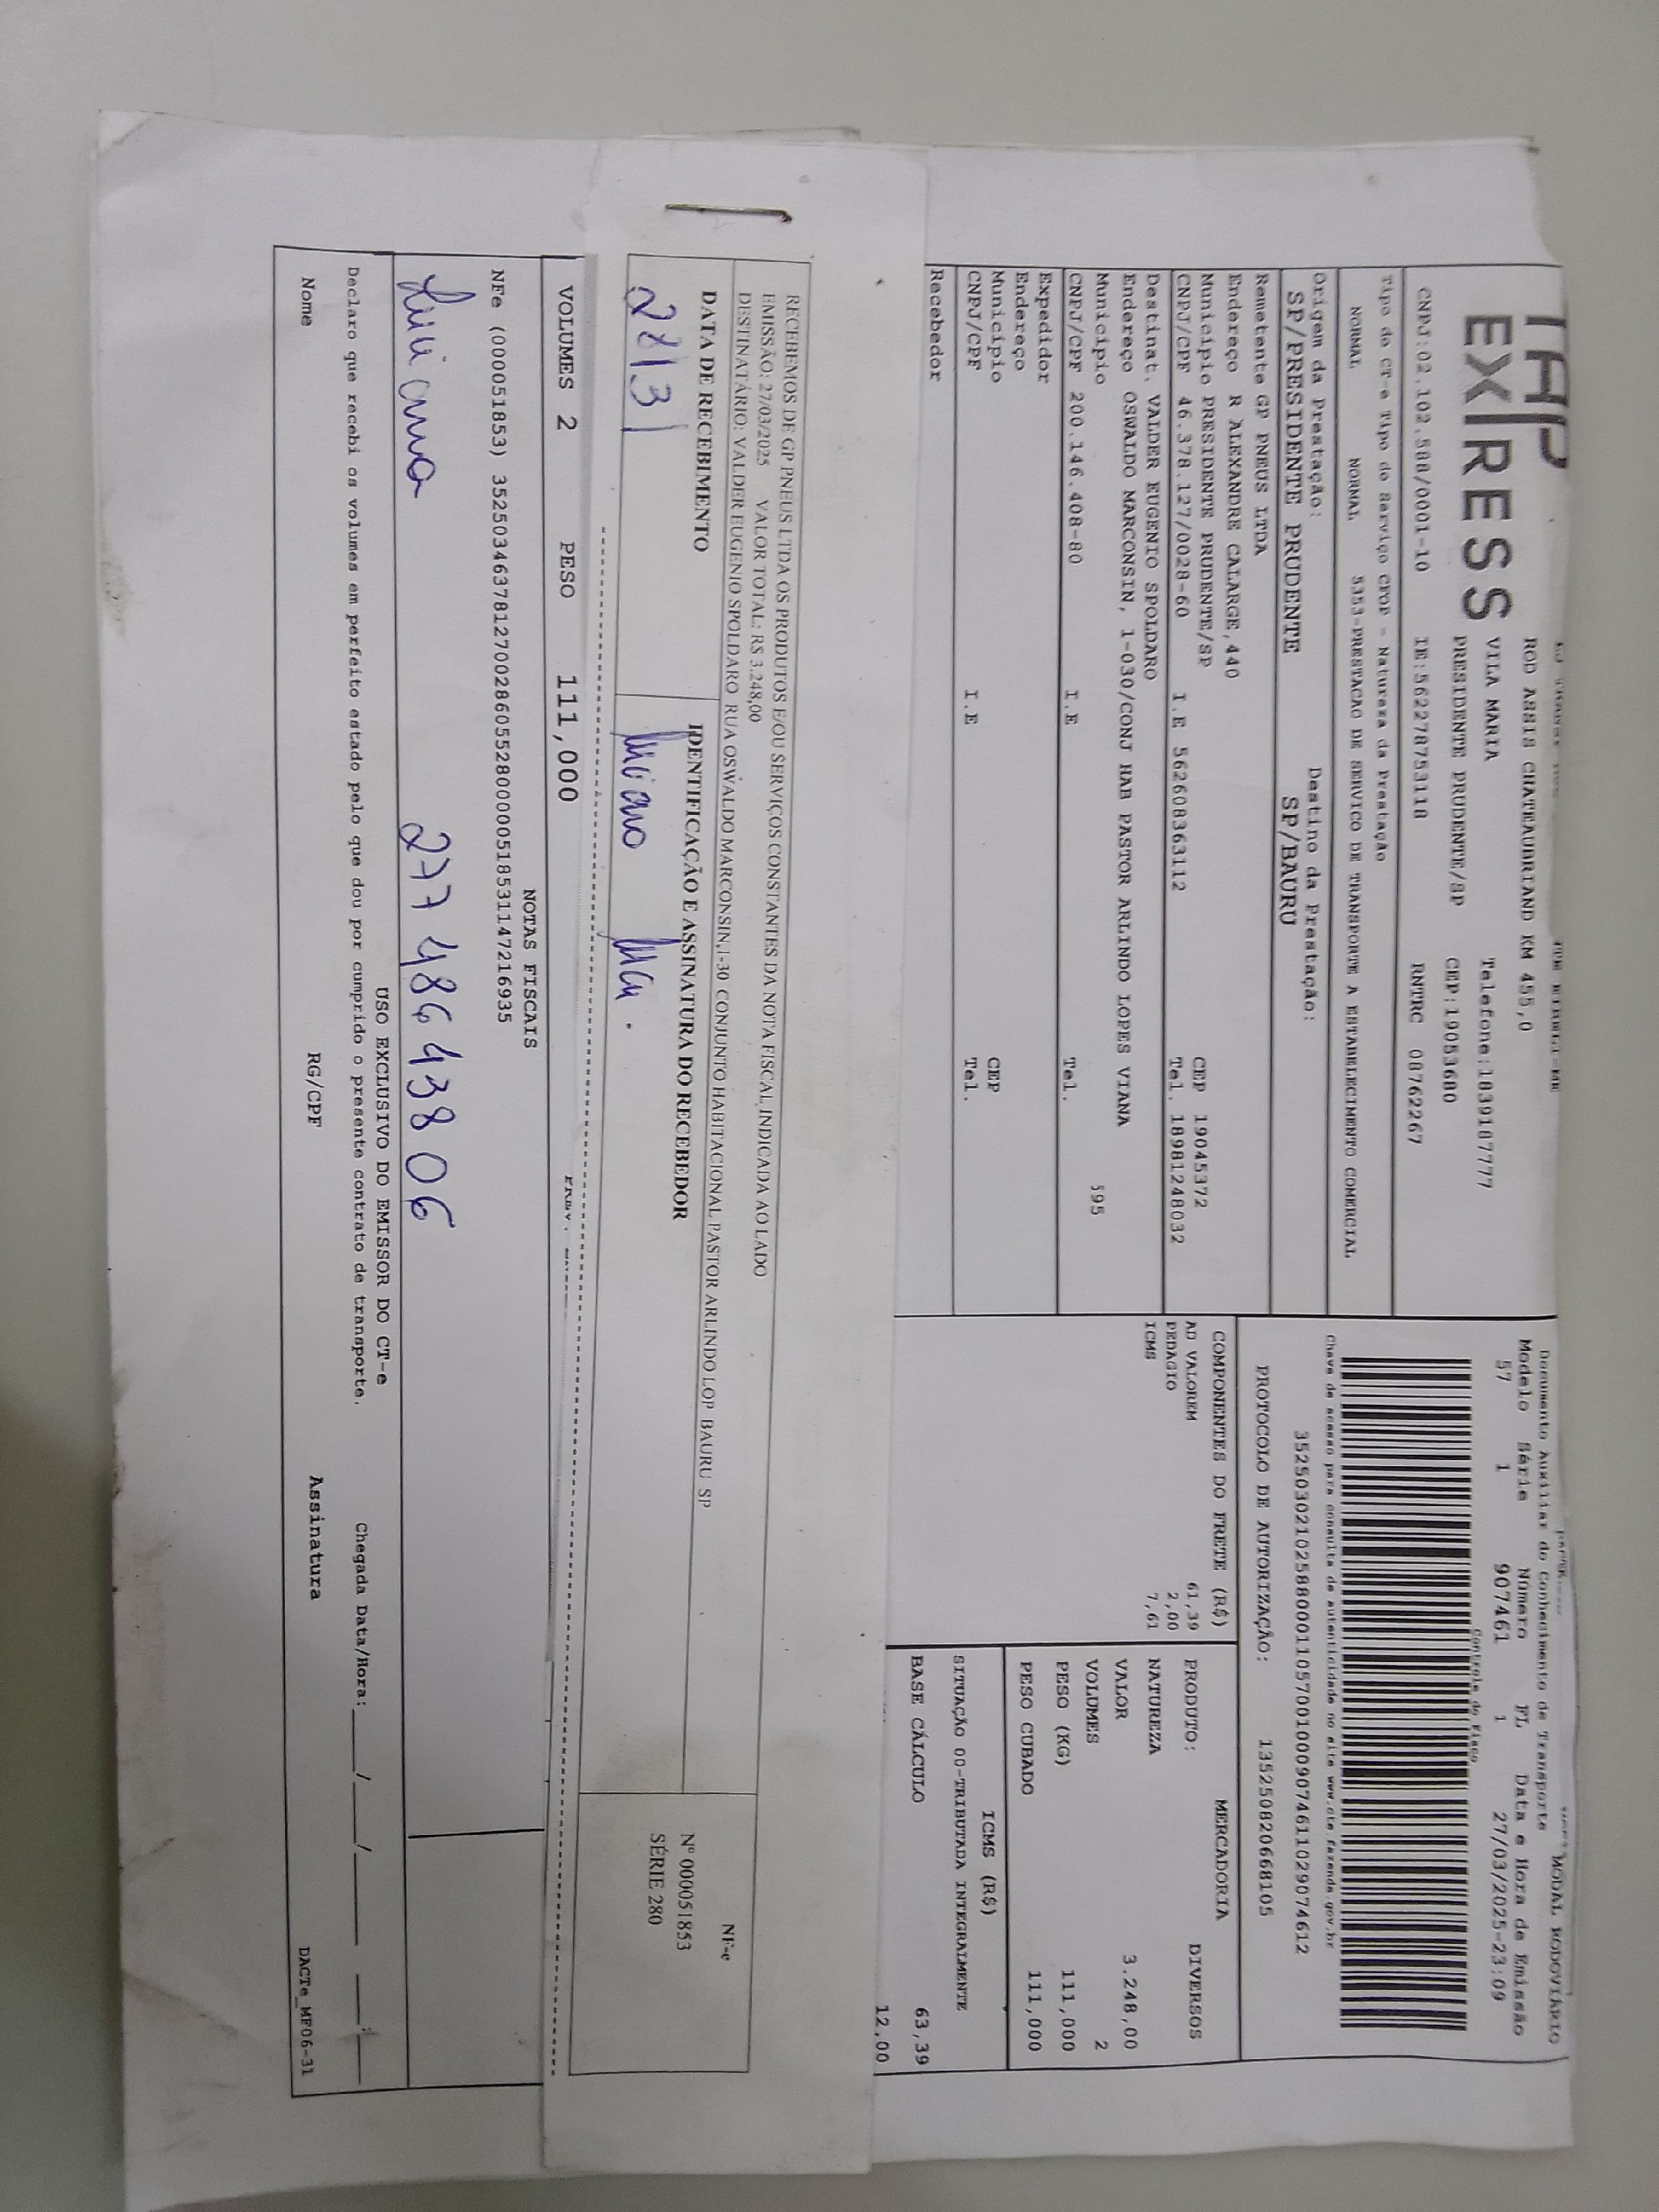 TAP
EXPRESS
ROD ASSIS CHATEAUBRIAND KM 455,0
VILA MARIA Telefone:1839187777
PRESIDENTE PRUDENTE/SP CEP:19053680
CNPJ:02.102.588/0001-10 IE:562278753118 RNTRC 08762267
Tipo do CT-e Tipo do Serviço CFOP - Natureza da Prestação
NORMAL NORMAL 5353-PRESTACAO DE SERVICO DE TRANSPORTE A ESTABELECIMENTO COMERCIAL
Origem da Prestação: Destino da Prestação:
SP/PRESIDENTE PRUDENTE SP/BAURU
Remetente GP PNEUS LTDA
Endereço R ALEXANDRE CALARGE,440
Município PRESIDENTE PRUDENTE/SP CEP 19045372
CNPJ/CPF 46.378.127/0028-60 I.E 562608363112 Tel. 18981248032
Destinat. VALDER EUGENIO SPOLDARO
Endereço OSWALDO MARCONSIN, 1-030/CONJ HAB PASTOR ARLINDO LOPES VIANA
Município 595
CNPJ/CPF 200.146.408-80 I.E Tel.
Expedidor
Endereço
Município CEP
CNPJ/CPF I.E Tel.
Recebedor
MODAL RODOVIÁRIO
Documento Auxiliar do Conhecimento de Transporte
Modelo Série Número FL Data e Hora de Emissão
57 1 907461 1 27/03/2025-23:09
Controle do Fisco
Chave de acesso para consulta de autenticidade no site www.cte.fazenda.gov.br
35250302102588000110570010009074611029074612
PROTOCOLO DE AUTORIZAÇÃO: 135250820668105
COMPONENTES DO FRETE (R$)
AD VALOREM 61,39
PEDAGIO 2,00
ICMS 7,61
MERCADORIA
PRODUTO: DIVERSOS
NATUREZA
VALOR 3.248,00
VOLUMES 2
PESO (KG) 111,000
PESO CUBADO 111,000
ICMS (R$)
SITUAÇÃO 00-TRIBUTADA INTEGRALMENTE
BASE CÁLCULO 63,39
12,00
RECEBEMOS DE GP PNEUS LTDA OS PRODUTOS E/OU SERVIÇOS CONSTANTES DA NOTA FISCAL INDICADA AO LADO
EMISSÃO: 27/03/2025 VALOR TOTAL: R$ 3.248,00
DESTINATÁRIO: VALDER EUGENIO SPOLDARO RUA OSWALDO MARCONSIN,1-30 CONJUNTO HABITACIONAL PASTOR ARLINDO LOP BAURU SP
DATA DE RECEBIMENTO IDENTIFICAÇÃO E ASSINATURA DO RECEBEDOR
NF-e
Nº 000051853
SÉRIE 280
VOLUMES 2 PESO 111,000
NOTAS FISCAIS
NFe (000051853) 35250346378127002860552800000518531147216935
USO EXCLUSIVO DO EMISSOR DO CT-e
Luciano 277 486 438 06
Declaro que recebi os volumes em perfeito estado pelo que dou por cumprido o presente contrato de transporte. Chegada Data/Hora: ____/____/____ ___:___
Nome RG/CPF Assinatura DACTe_MF06-31